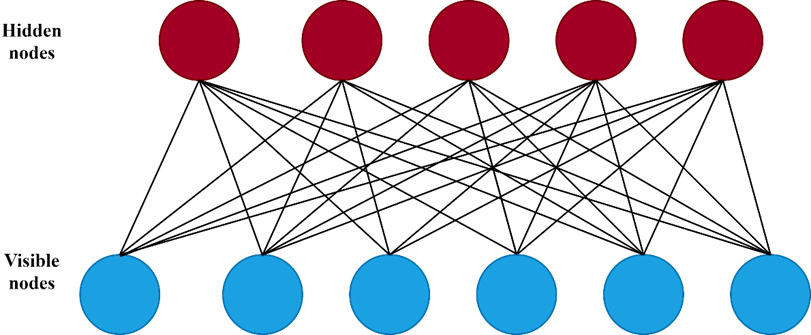 Hidden
nodes
Visible
nodes